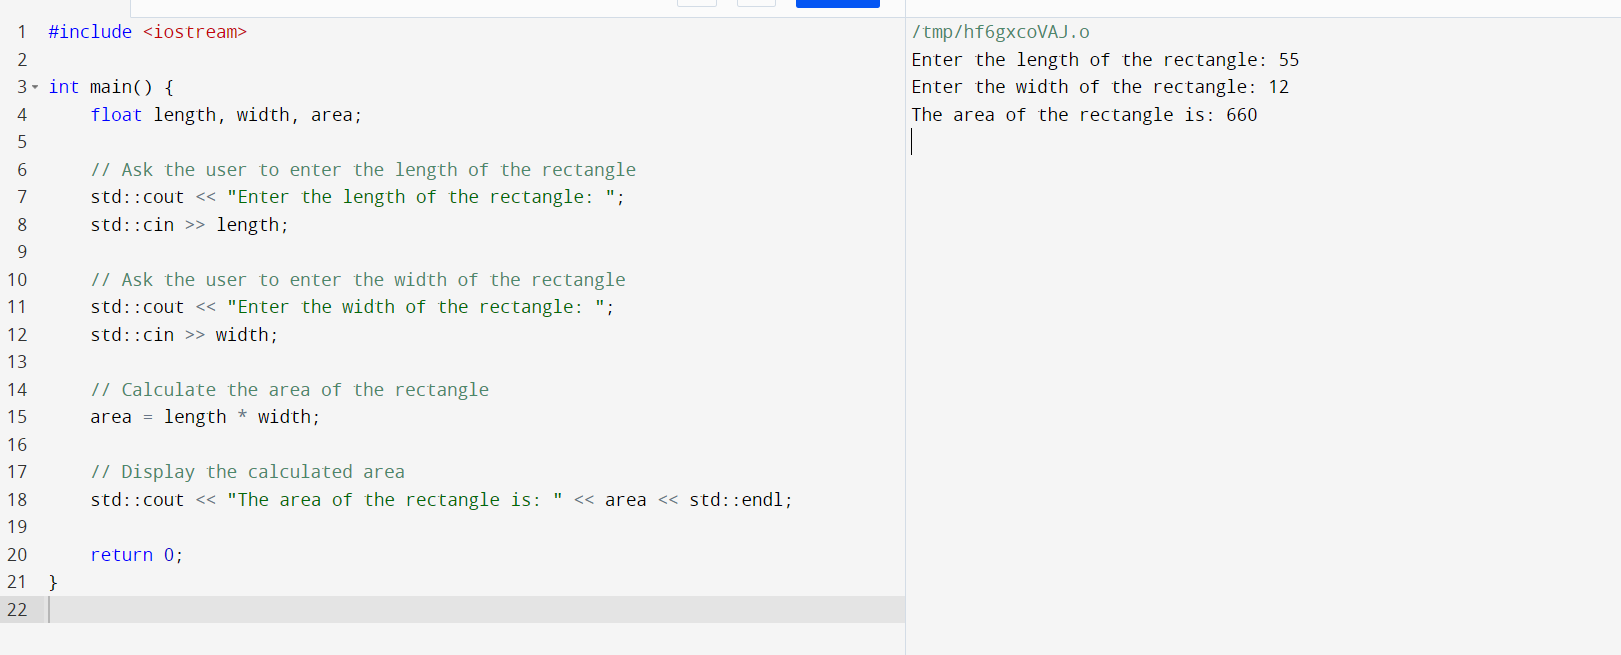 1 #include <iostream>
2
3 int main() {
4     float length, width, area;
5
6     // Ask the user to enter the length of the rectangle
7     std::cout << "Enter the length of the rectangle: ";
8     std::cin >> length;
9
10     // Ask the user to enter the width of the rectangle
11     std::cout << "Enter the width of the rectangle: ";
12     std::cin >> width;
13
14     // Calculate the area of the rectangle
15     area = length * width;
16
17     // Display the calculated area
18     std::cout << "The area of the rectangle is: " << area << std::endl;
19
20     return 0;
21 }
22
/tmp/hf6gxcoVAJ.o
Enter the length of the rectangle: 55
Enter the width of the rectangle: 12
The area of the rectangle is: 660